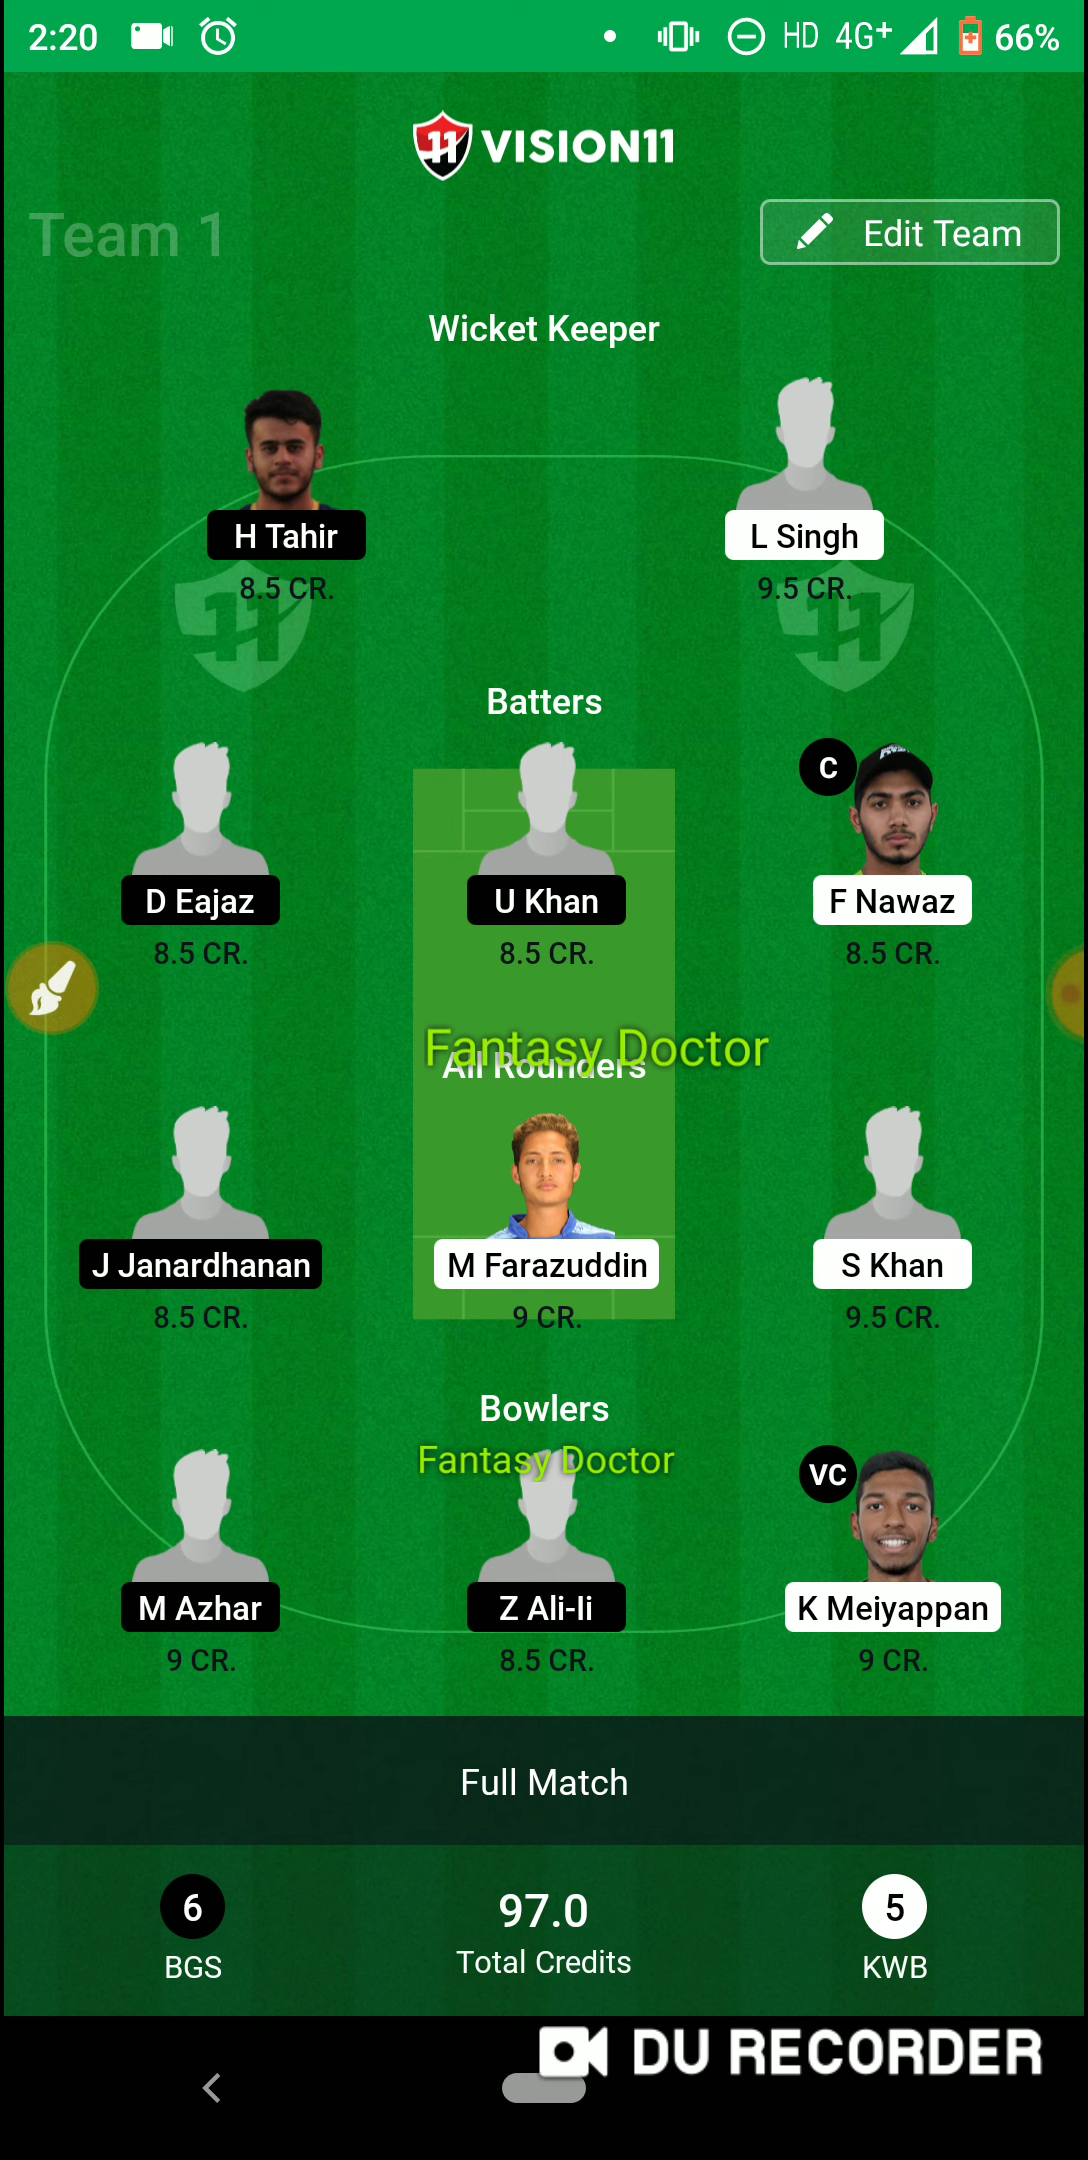 2:20 HD 4G+ 66%
11 VISION11
Team 1
Edit Team
Wicket Keeper
H Tahir L Singh
8.5 CR. 9.5 CR.
Batters
C
D Eajaz U Khan F Nawaz
8.5 CR. 8.5 CR. 8.5 CR.
Fantasy Doctor
All Rounders
J Janardhanan M Farazuddin S Khan
8.5 CR. 9 CR. 9.5 CR.
Bowlers
Fantasy Doctor
VC
M Azhar Z Ali-Ii K Meiyappan
9 CR. 8.5 CR. 9 CR.
Full Match
6 97.0 5
BGS Total Credits KWB
DU RECORDER